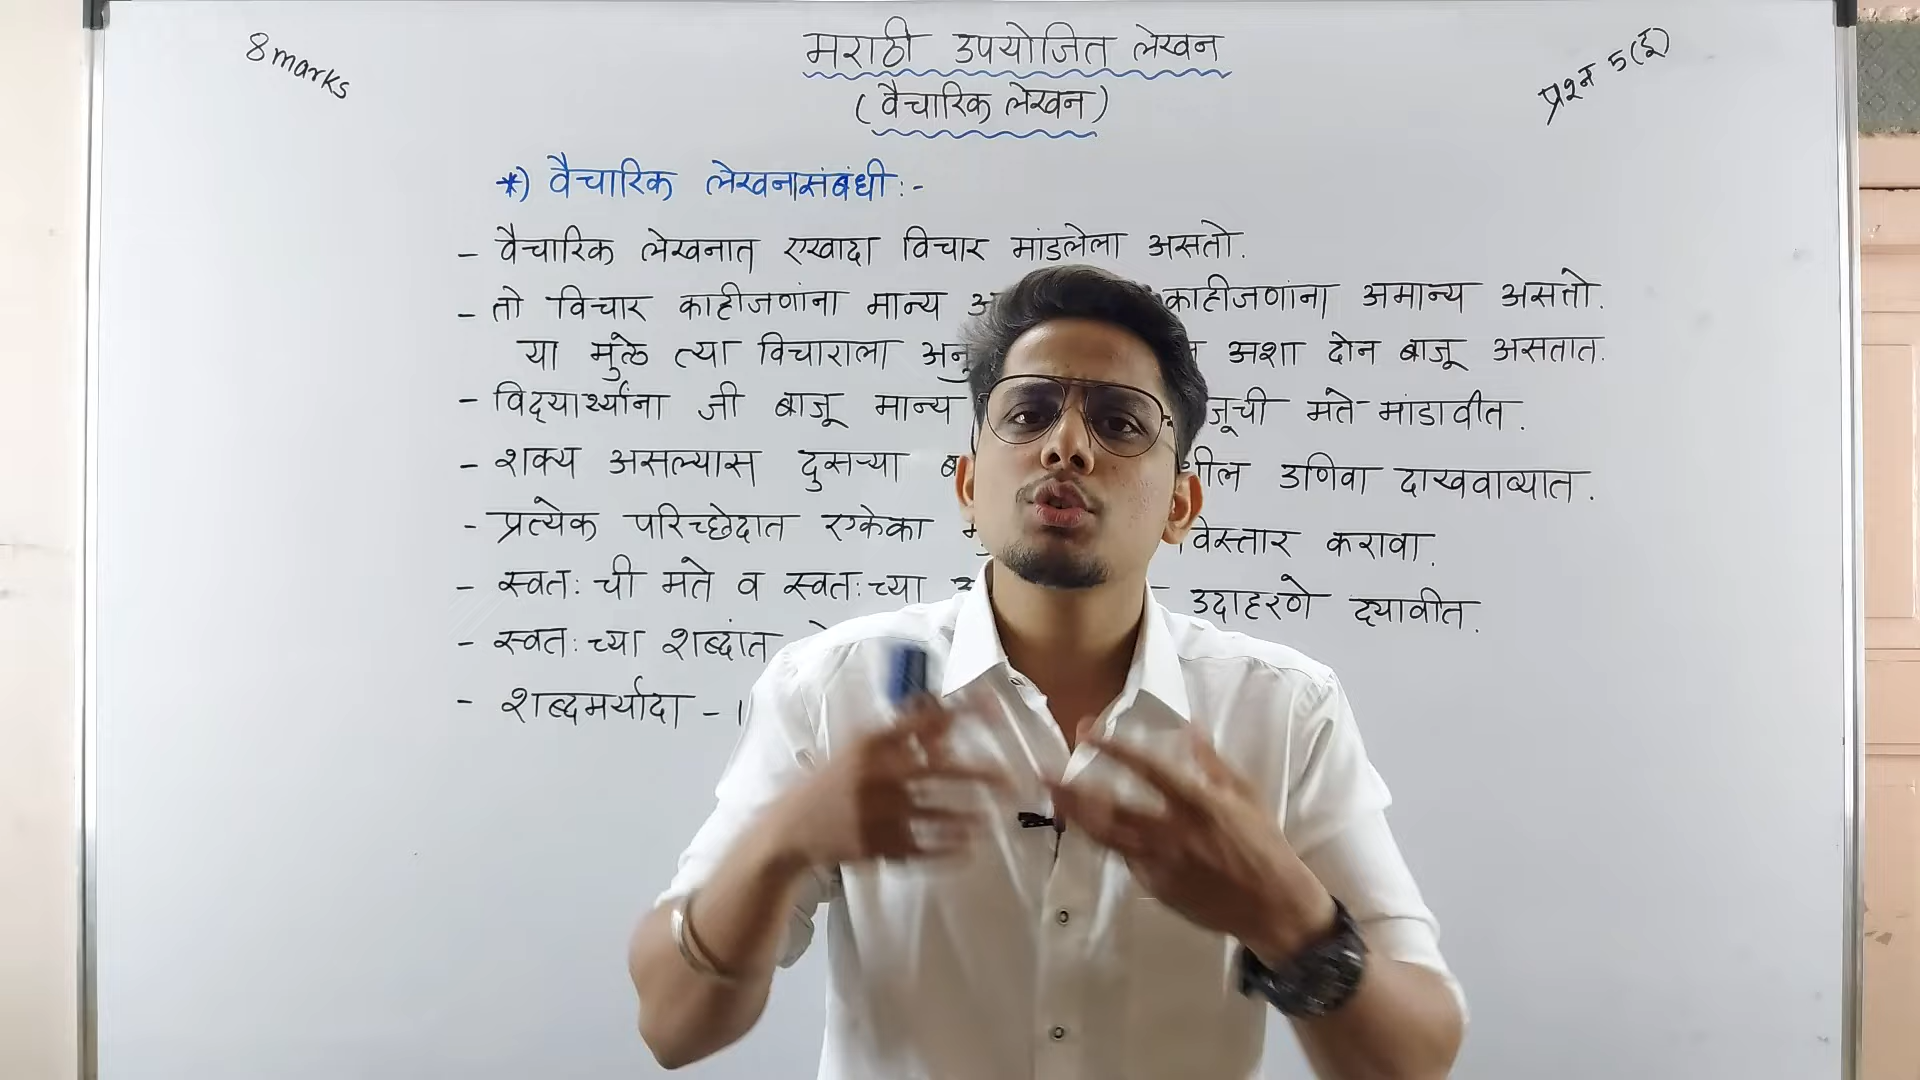 8 marks
मराठी उपयोजित लेखन
प्रश्न 5(इ)
(वैचारिक लेखन)
*) वैचारिक लेखनासंबंधी :-
- वैचारिक लेखनात एखादा विचार मांडलेला असतो.
- तो विचार काहीजणांना मान्य काहीजणांना अमान्य असतो.
या मुळे त्या विचाराला अशा दोन बाजू असतात.
- विद्यार्थ्यांना जी बाजू मान्य मते मांडावीत.
- शक्य असल्यास दुसऱ्या उणिवा दाखवाव्यात.
- प्रत्येक परिच्छेदात एकेका करावा.
- स्वतः ची मते व स्वतः च्या उदाहरणे द्यावीत.
- स्वतः च्या शब्दांत
- शब्दमर्यादा -